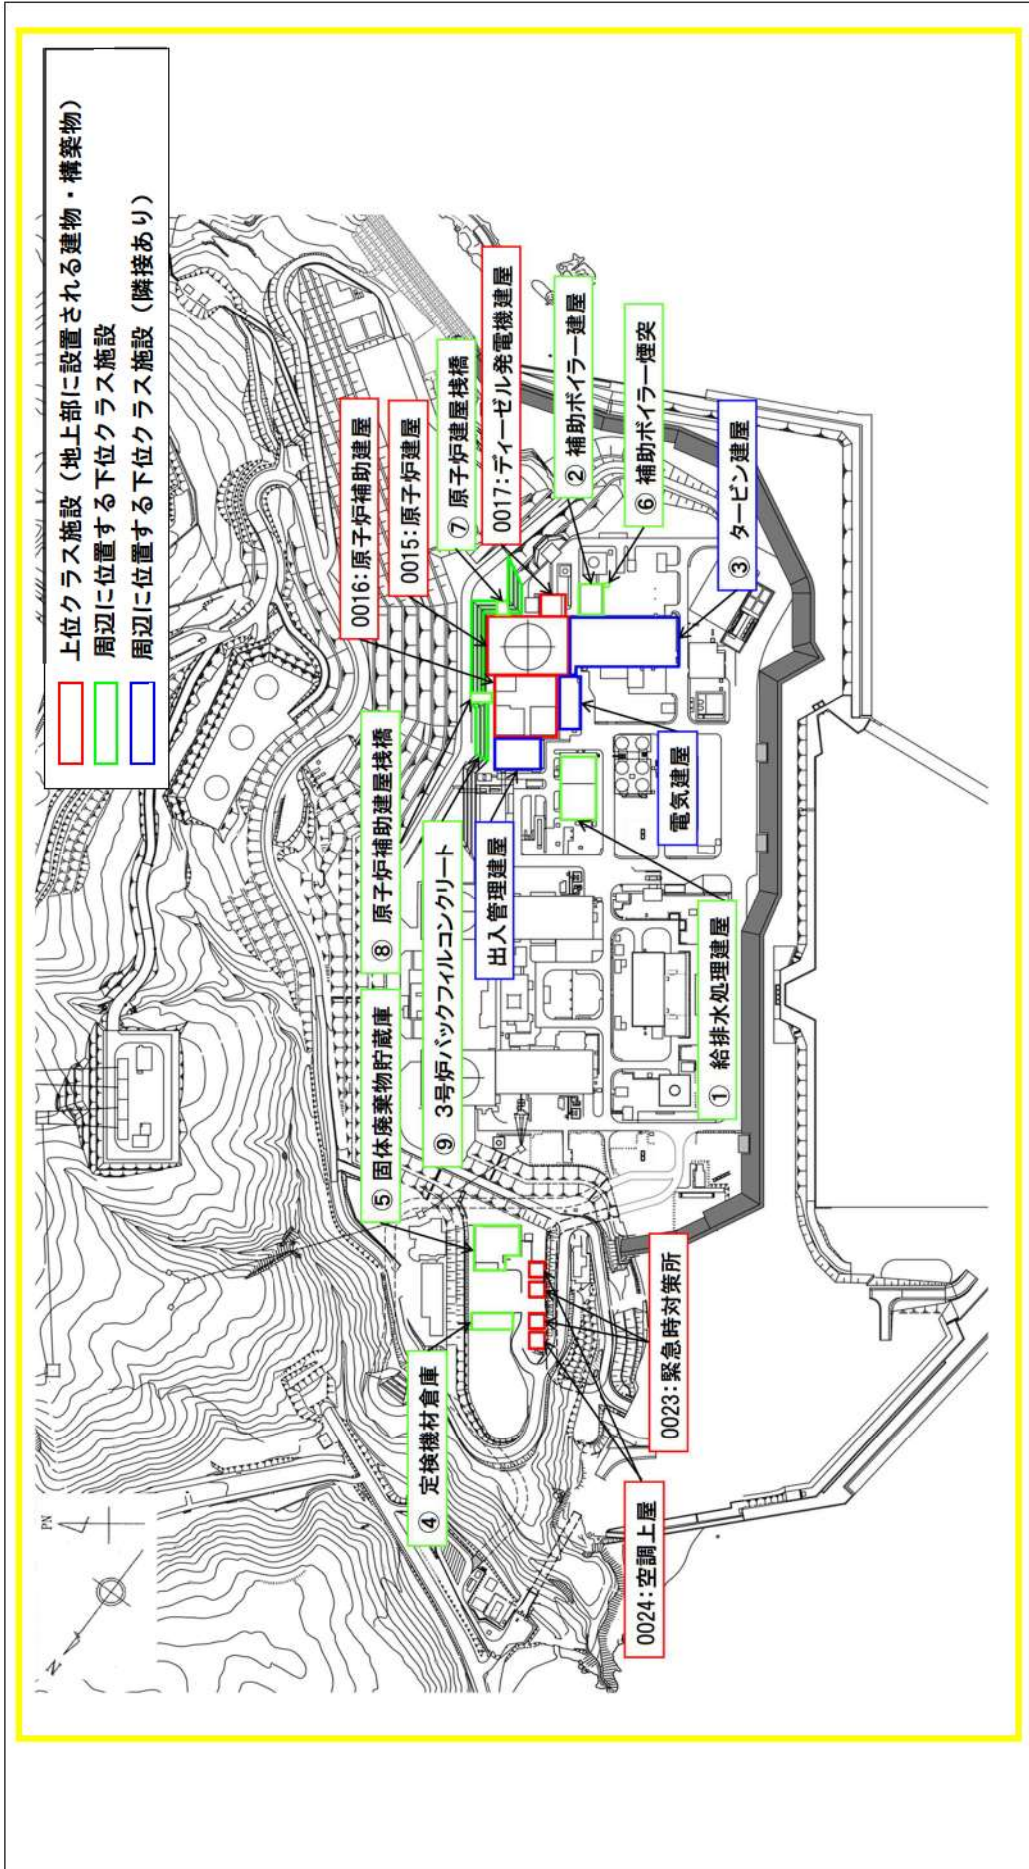 上位クラス施設（地上部に設置される建物・構築物）
周辺に位置する下位クラス施設
周辺に位置する下位クラス施設（隣接あり）
PN
N
④ 定検機材倉庫
⑤ 固体廃棄物貯蔵庫
⑧ 原子炉補助建屋桟橋
0016：原子炉補助建屋
0015：原子炉建屋
⑦ 原子炉建屋桟橋
0017：ディーゼル発電機建屋
⑨ 3号炉バックフィルコンクリート
出入管理建屋
② 補助ボイラー建屋
⑥ 補助ボイラー煙突
0024：空調上屋
0023：緊急時対策所
① 給排水処理建屋
電気建屋
③ タービン建屋